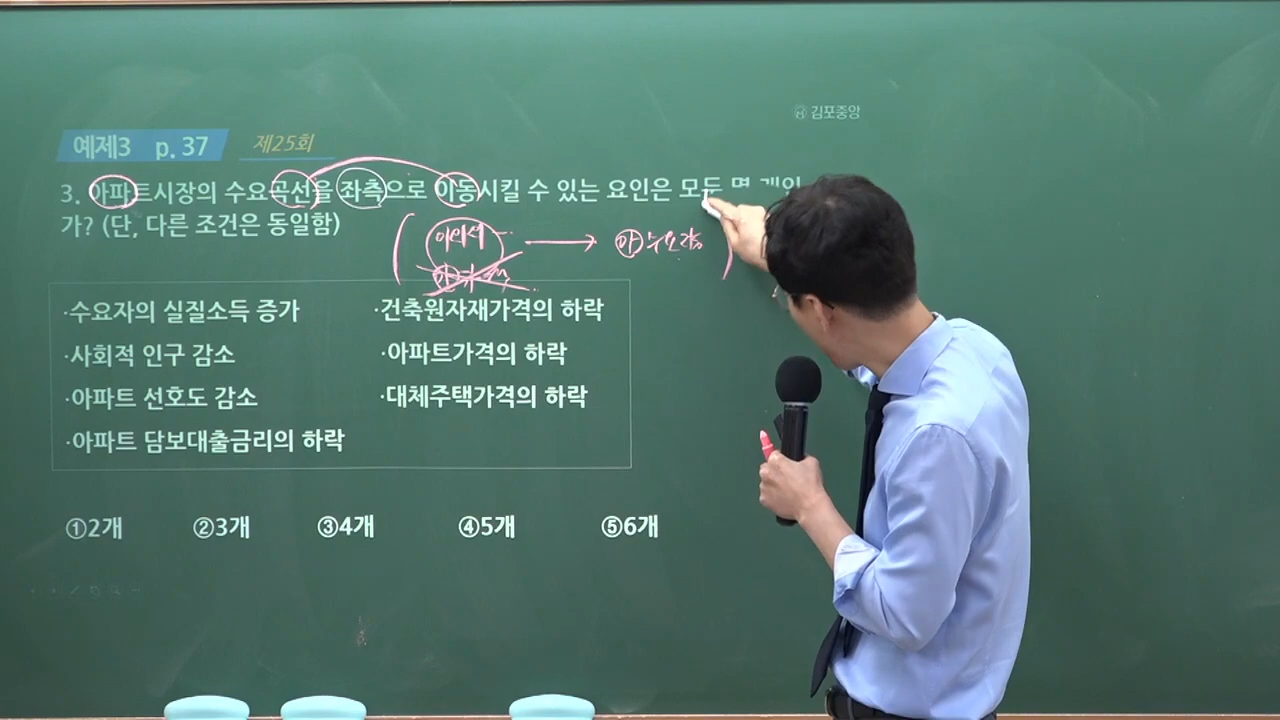 김포중앙
예제3 p. 37 제25회
3. 아파트시장의 수요곡선을 좌측으로 이동시킬 수 있는 요인은 모두 몇 개인
가? (단, 다른 조건은 동일함)
수요
·수요자의 실질소득 증가 ·건축원자재가격의 하락
·사회적 인구 감소 ·아파트가격의 하락
·아파트 선호도 감소 ·대체주택가격의 하락
·아파트 담보대출금리의 하락
①2개 ②3개 ③4개 ④5개 ⑤6개